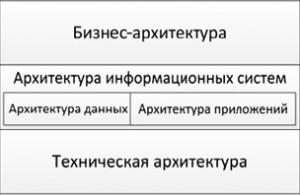 Бизнес-архитектура
Архитектура информационных систем
Архитектура данных
Архитектура приложений
Техническая архитектура